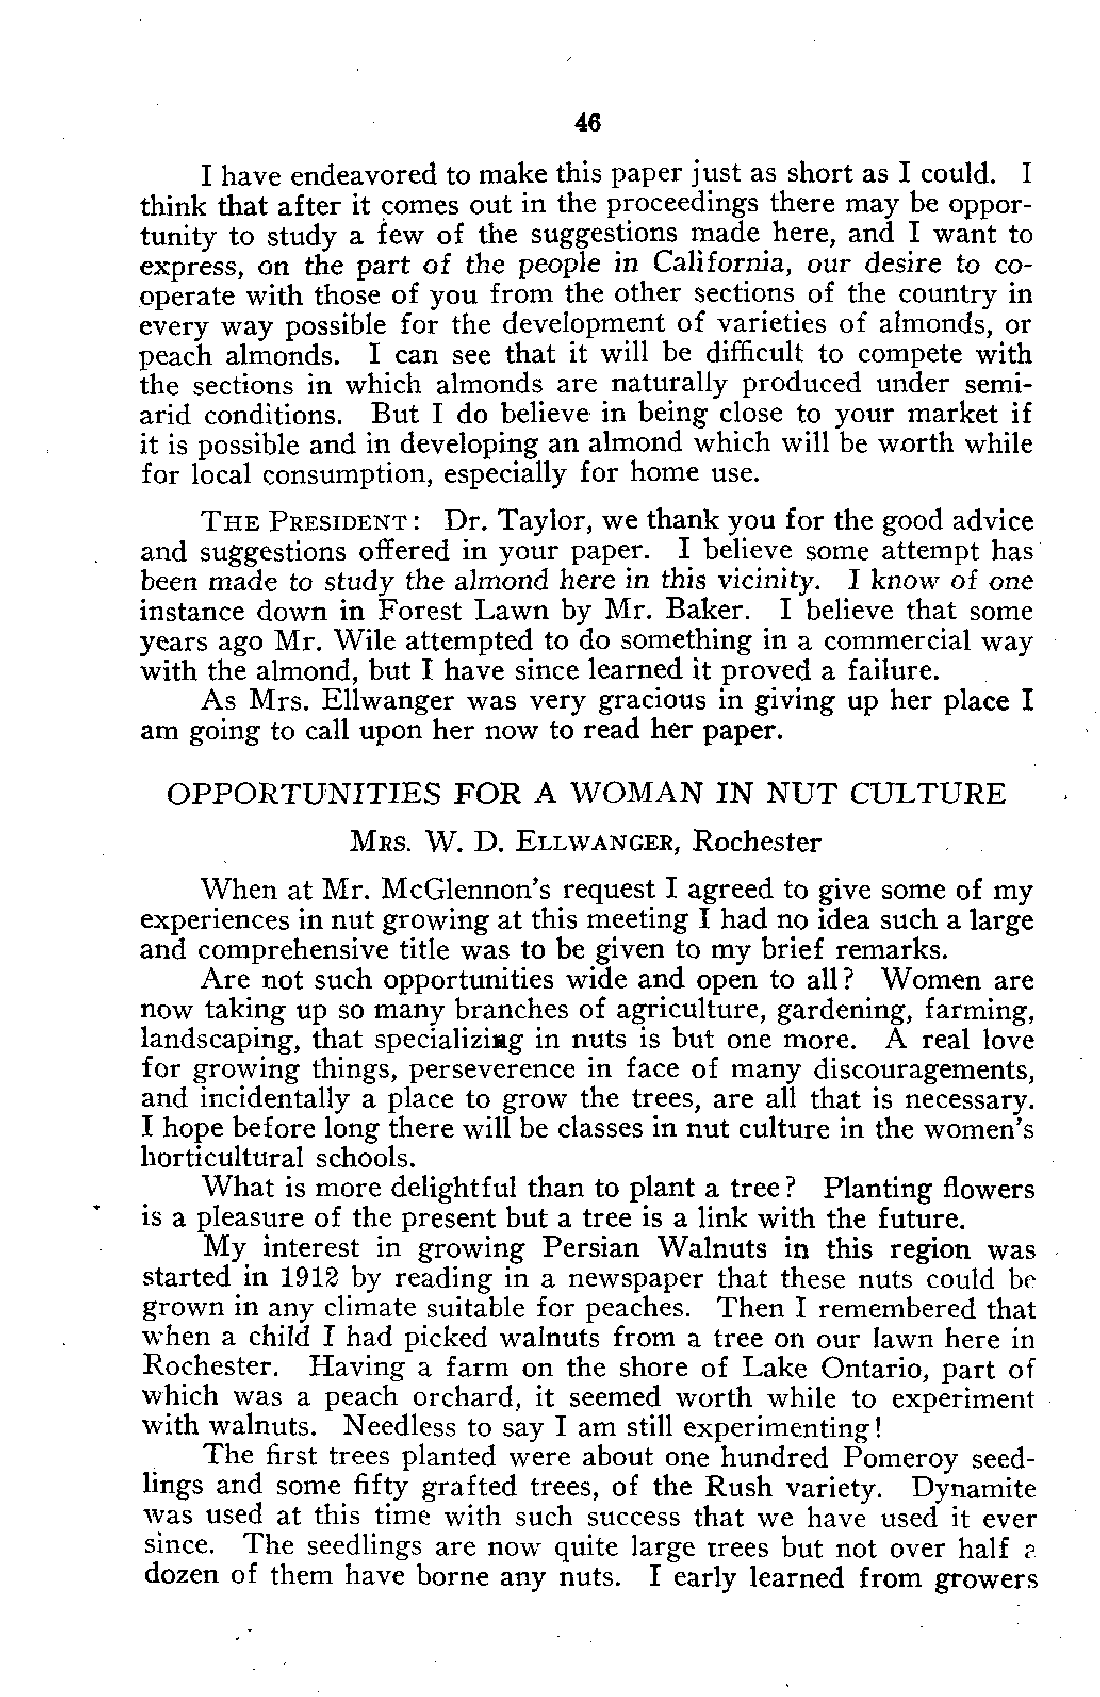 46
I have endeavored to make this paper just as short as I could. I
think that after it comes out in the proceedings there may be oppor-
tunity to study a few of the suggestions made here, and I want to
express, on the part of the people in California, our desire to co-
operate with those of you from the other sections of the country in
every way possible for the development of varieties of almonds, or
peach almonds. I can see that it will be difficult to compete with
the sections in which almonds are naturally produced under semi-
arid conditions. But I do believe in being close to your market if
it is possible and in developing an almond which will be worth while
for local consumption, especially for home use.
THE PRESIDENT: Dr. Taylor, we thank you for the good advice
and suggestions offered in your paper. I believe some attempt has
been made to study the almond here in this vicinity. I know of one
instance down in Forest Lawn by Mr. Baker. I believe that some
years ago Mr. Wile attempted to do something in a commercial way
with the almond, but I have since learned it proved a failure.
As Mrs. Ellwanger was very gracious in giving up her place I
am going to call upon her now to read her paper.
OPPORTUNITIES FOR A WOMAN IN NUT CULTURE
MRS. W. D. ELLWANGER, Rochester
When at Mr. McGlennon's request I agreed to give some of my
experiences in nut growing at this meeting I had no idea such a large
and comprehensive title was to be given to my brief remarks.
Are not such opportunities wide and open to all? Women are
now taking up so many branches of agriculture, gardening, farming,
landscaping, that specializing in nuts is but one more. A real love
for growing things, perseverence in face of many discouragements,
and incidentally a place to grow the trees, are all that is necessary.
I hope before long there will be classes in nut culture in the women's
horticultural schools.
What is more delightful than to plant a tree? Planting flowers
is a pleasure of the present but a tree is a link with the future.
My interest in growing Persian Walnuts in this region was
started in 1912 by reading in a newspaper that these nuts could be
grown in any climate suitable for peaches. Then I remembered that
when a child I had picked walnuts from a tree on our lawn here in
Rochester. Having a farm on the shore of Lake Ontario, part of
which was a peach orchard, it seemed worth while to experiment
with walnuts. Needless to say I am still experimenting!
The first trees planted were about one hundred Pomeroy seed-
lings and some fifty grafted trees, of the Rush variety. Dynamite
was used at this time with such success that we have used it ever
since. The seedlings are now quite large trees but not over half a
dozen of them have borne any nuts. I early learned from growers